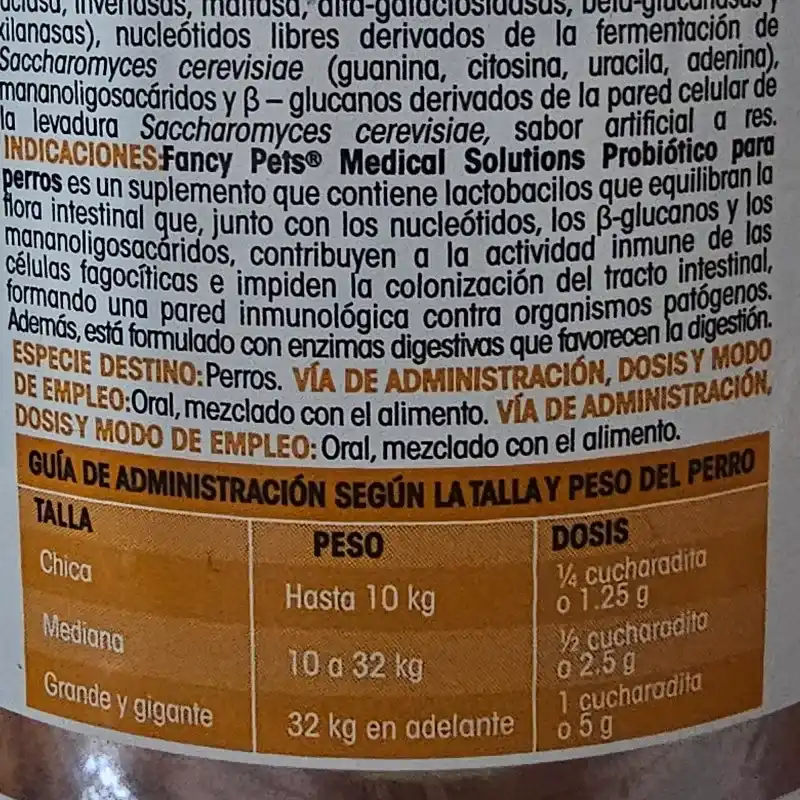 invertasas, maltasa, alfa-galactosidasas, beta-glucanasas y
xilanasas), nucleótidos libres derivados de la fermentación de
Saccharomyces cerevisiae (guanina, citosina, uracila, adenina),
mananoligosacáridos y β – glucanos derivados de la pared celular de
la levadura Saccharomyces cerevisiae, sabor artificial a res.
INDICACIONES:Fancy Pets® Medical Solutions Probiótico para
perros es un suplemento que contiene lactobacilos que equilibran la
flora intestinal que, junto con los nucleótidos, los β-glucanos y los
mananoligosacáridos, contribuyen a la actividad inmune de las
células fagocíticas e impiden la colonización del tracto intestinal,
formando una pared inmunológica contra organismos patógenos.
Además, está formulado con enzimas digestivas que favorecen la digestión.
ESPECIE DESTINO: Perros. VÍA DE ADMINISTRACIÓN, DOSIS Y MODO
DE EMPLEO:Oral, mezclado con el alimento. VÍA DE ADMINISTRACIÓN,
DOSIS Y MODO DE EMPLEO: Oral, mezclado con el alimento.
GUÍA DE ADMINISTRACIÓN SEGÚN LA TALLA Y PESO DEL PERRO
TALLA PESO DOSIS
Chica Hasta 10 kg ¼ cucharadita
o 1.25 g
Mediana 10 a 32 kg ½ cucharadita
o 2.5 g
Grande y gigante 32 kg en adelante 1 cucharadita
o 5 g